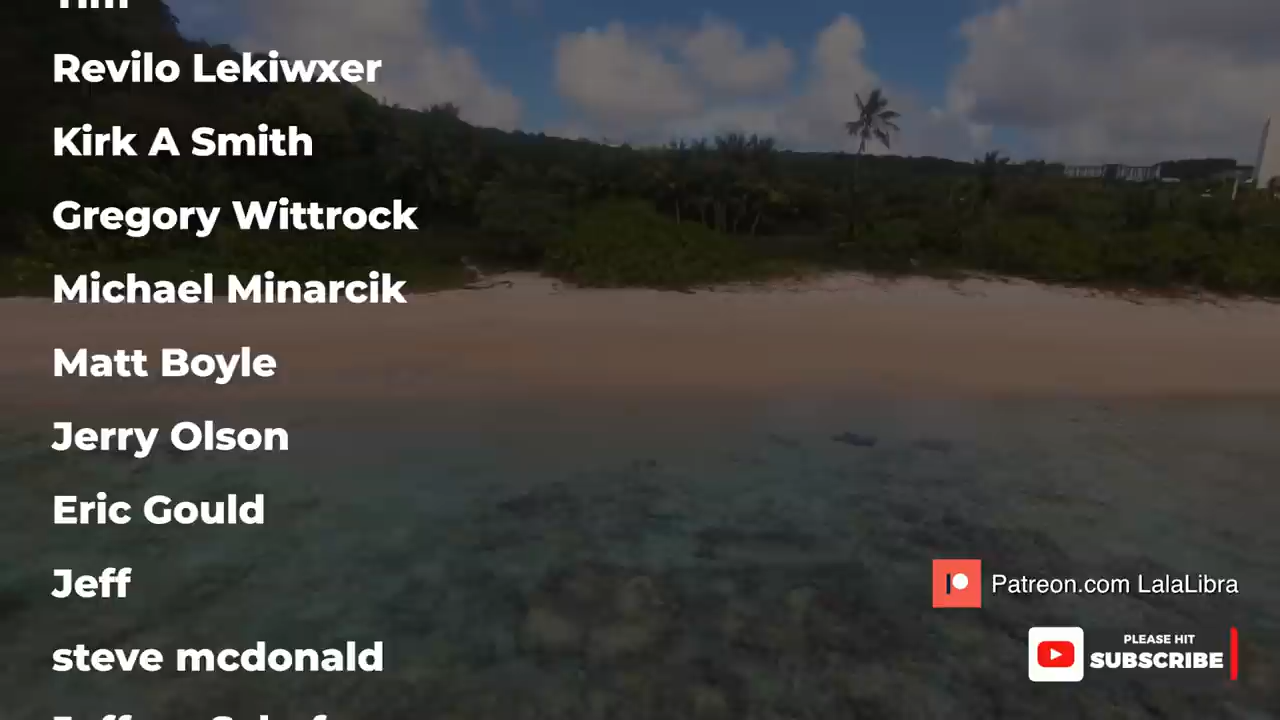 Revilo Lekiwxer
Kirk A Smith
Gregory Wittrock
Michael Minarcik
Matt Boyle
Jerry Olson
Eric Gould
Jeff
steve mcdonald
Patreon.com LalaLibra
PLEASE HIT
SUBSCRIBE